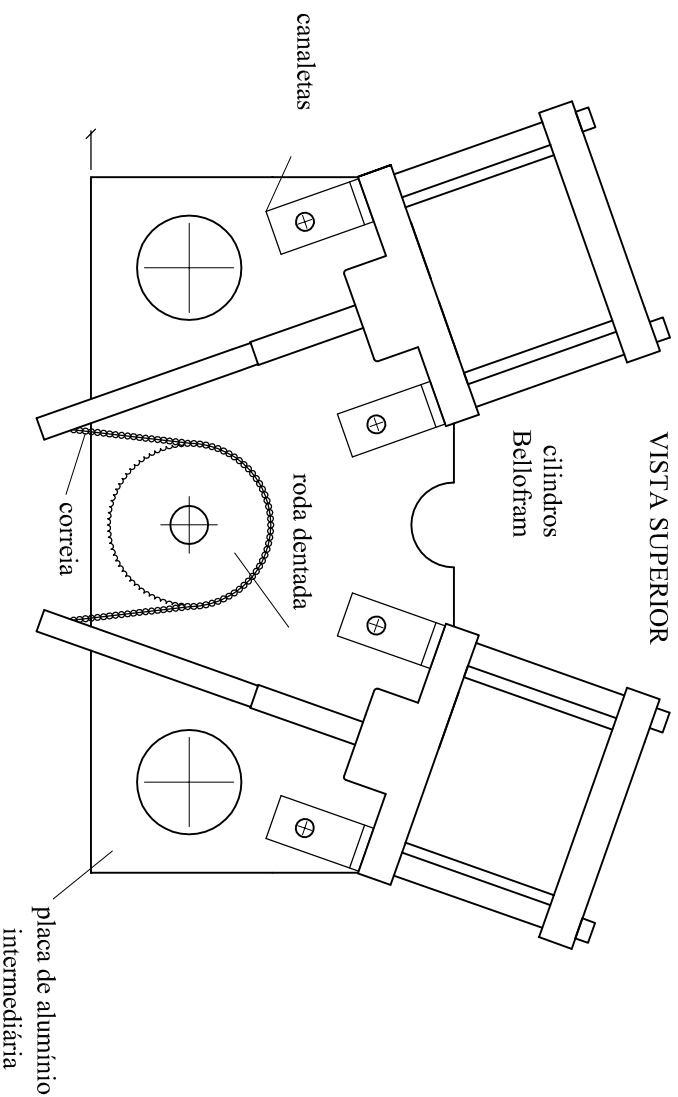 VISTA SUPERIOR
cilindros
Bellofram
canaletas
roda dentada
correia
placa de alumínio
intermediária